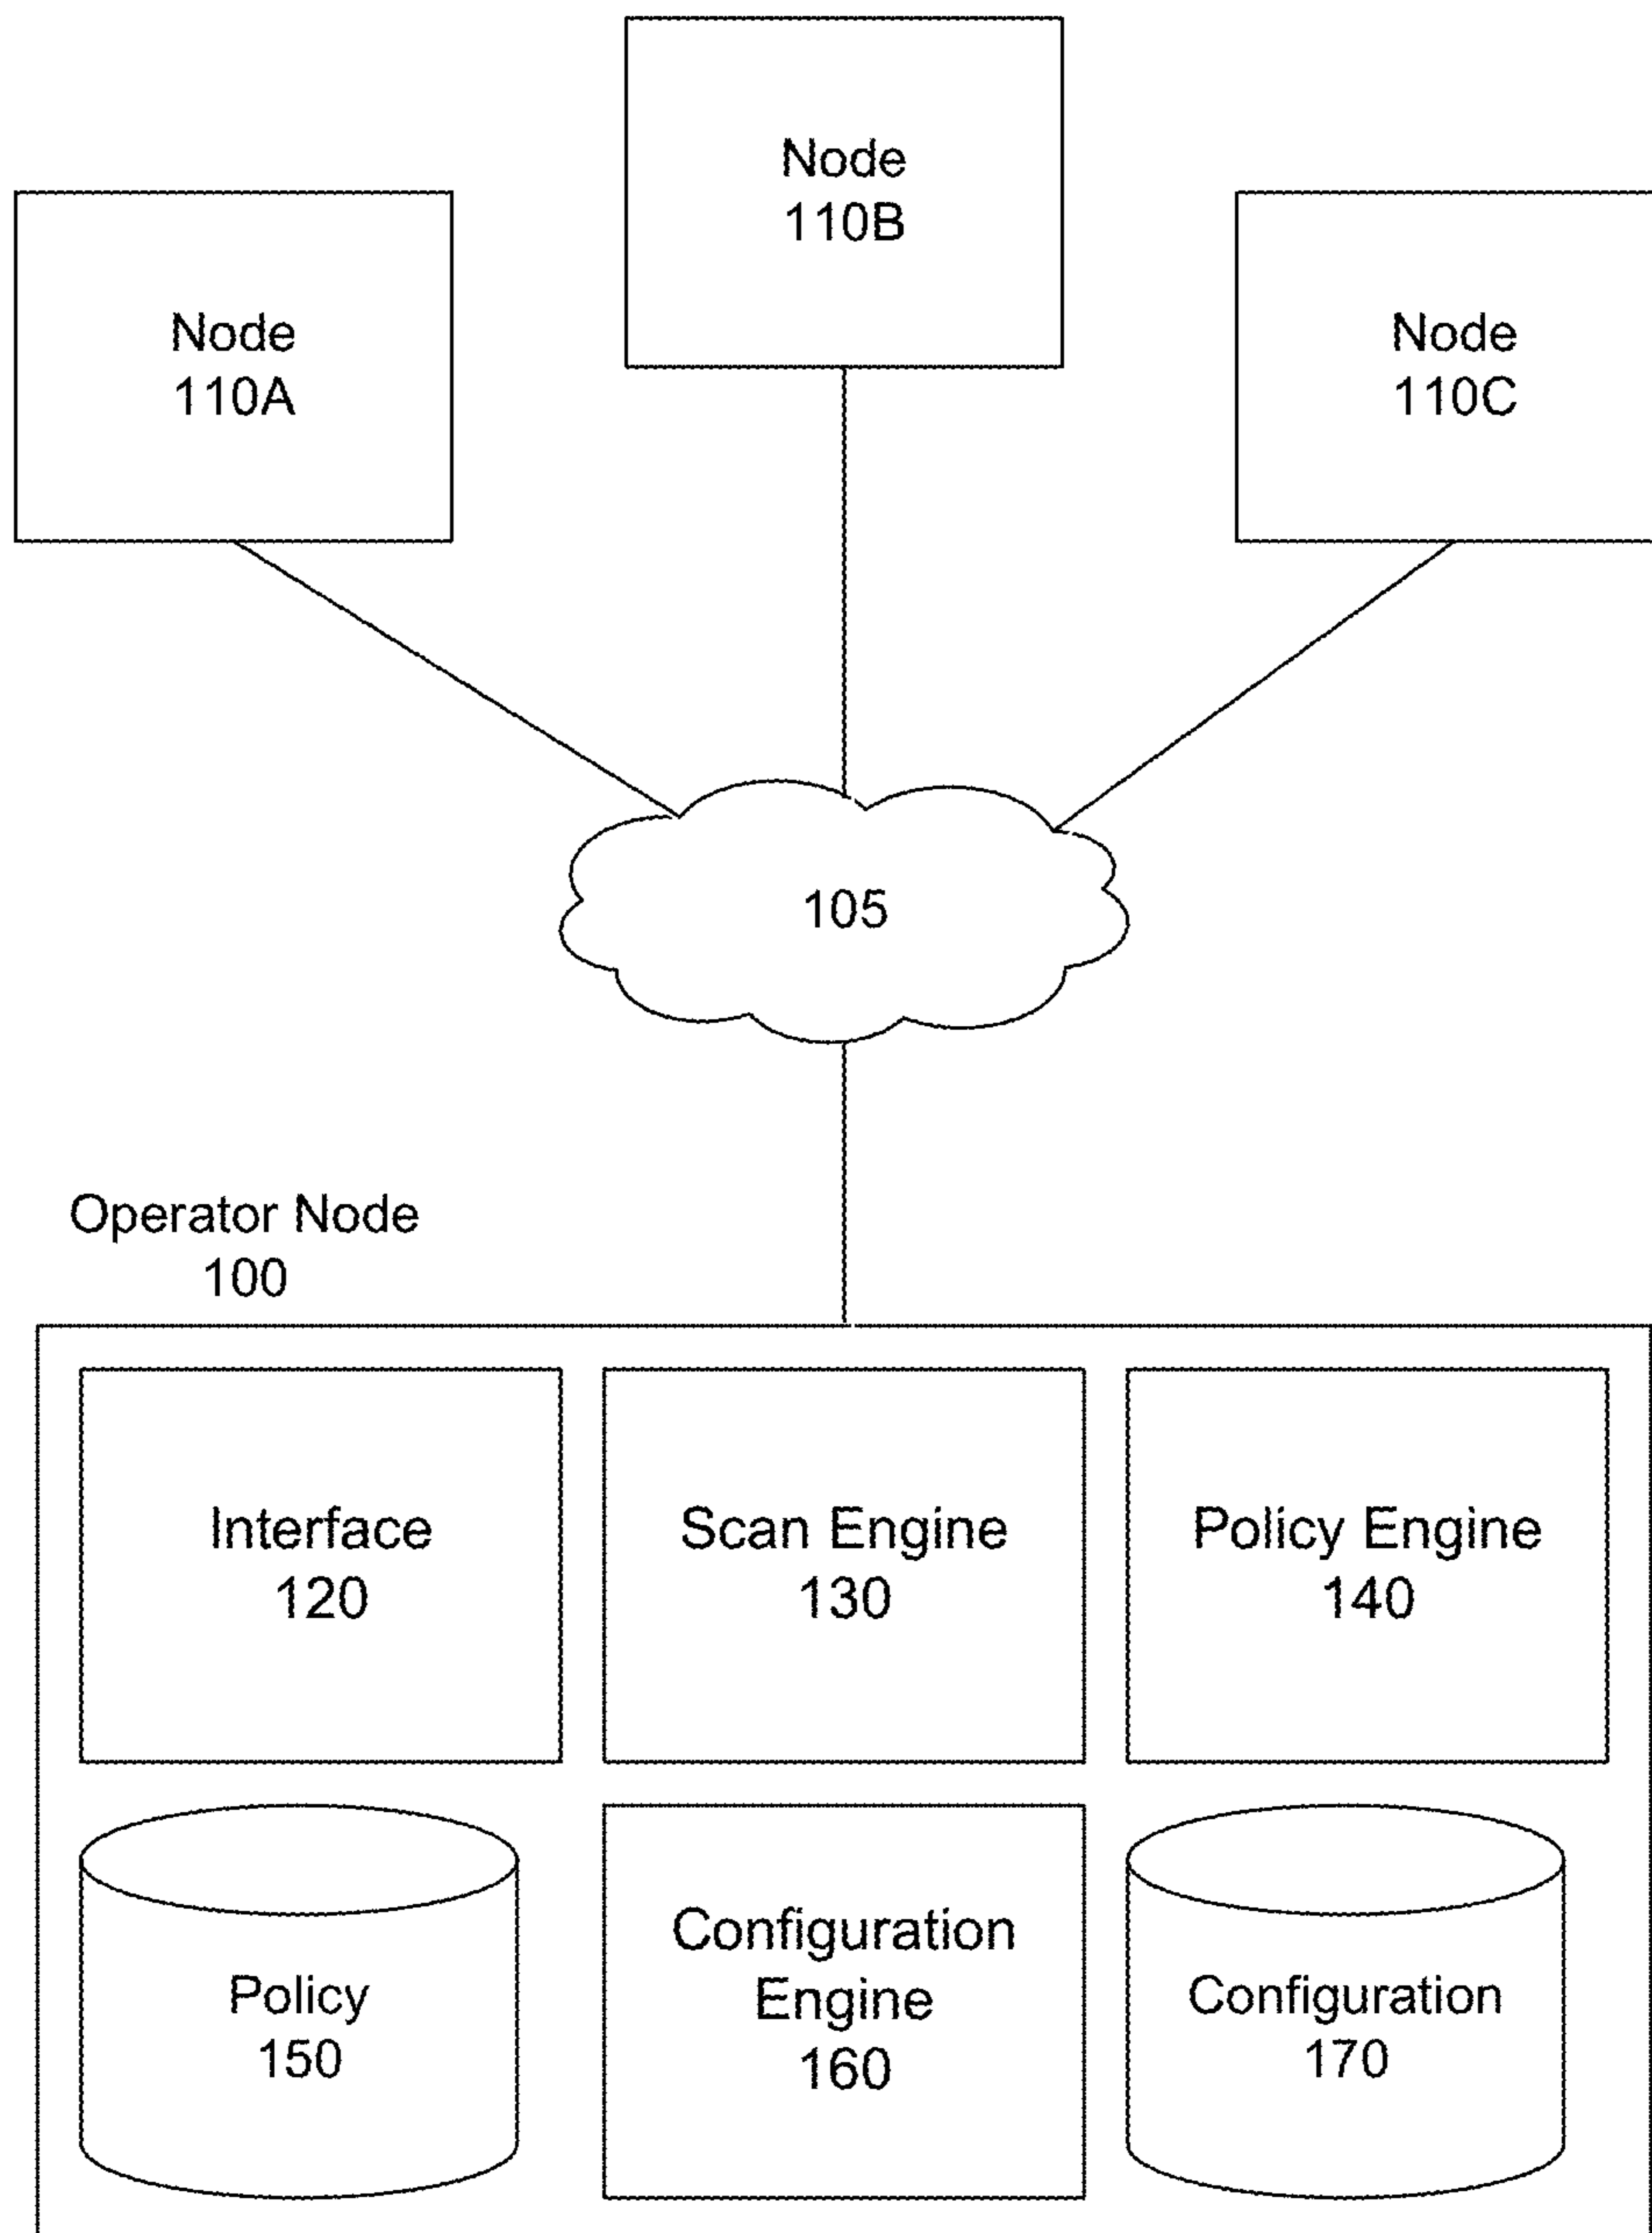 Node
110B
Node
110A
Node
110C
105
Operator Node
100
Interface
120
Scan Engine
130
Policy Engine
140
Policy
150
Configuration
Engine
160
Configuration
170